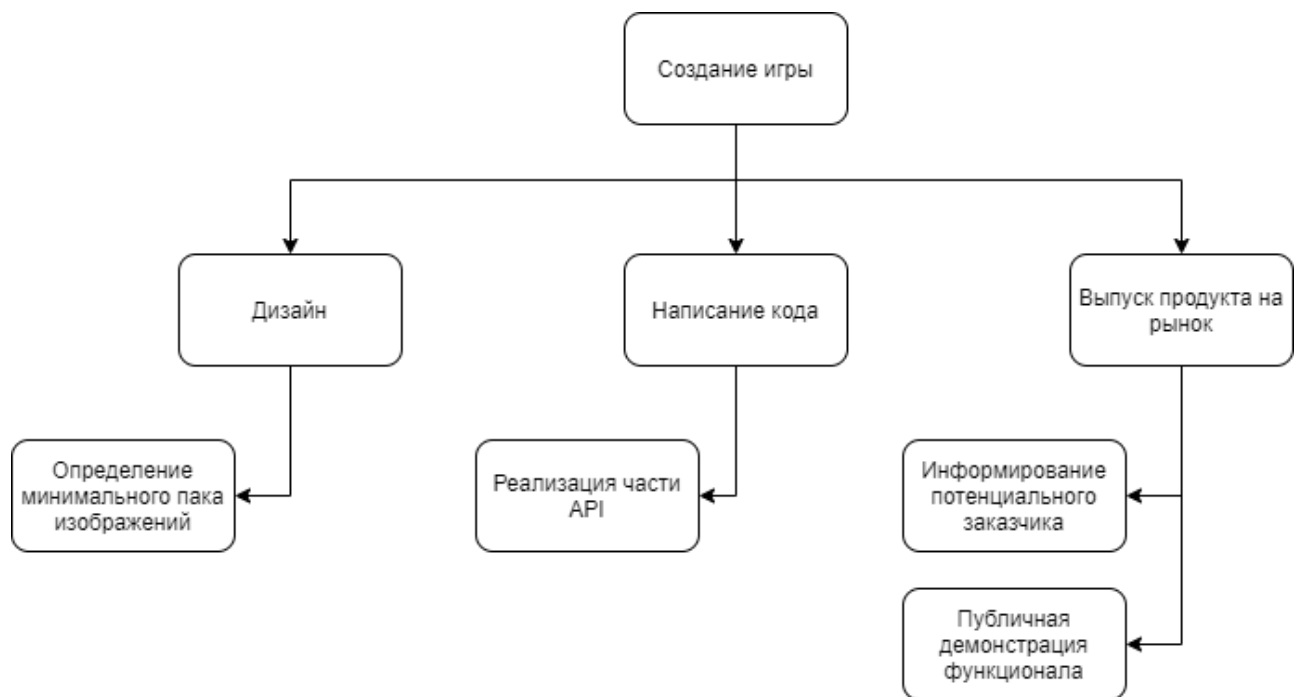 Создание игры
Дизайн
Написание кода
Выпуск продукта на
рынок
Определение
минимального пака
изображений
Реализация части
API
Информирование
потенциального
заказчика
Публичная
демонстрация
функционала